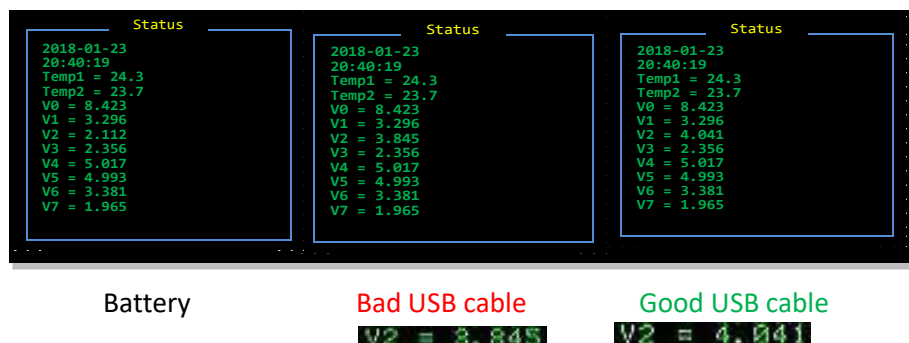 Status
2018-01-23
20:40:19
Temp1 = 24.3
Temp2 = 23.7
V0 = 8.423
V1 = 3.296
V2 = 2.112
V3 = 2.356
V4 = 5.017
V5 = 4.993
V6 = 3.381
V7 = 1.965
Status
2018-01-23
20:40:19
Temp1 = 24.3
Temp2 = 23.7
V0 = 8.423
V1 = 3.296
V2 = 3.845
V3 = 2.356
V4 = 5.017
V5 = 4.993
V6 = 3.381
V7 = 1.965
Status
2018-01-23
20:40:19
Temp1 = 24.3
Temp2 = 23.7
V0 = 8.423
V1 = 3.296
V2 = 4.041
V3 = 2.356
V4 = 5.017
V5 = 4.993
V6 = 3.381
V7 = 1.965
Battery
Bad USB cable
Good USB cable
V2 = 3.845
V2 = 4.041